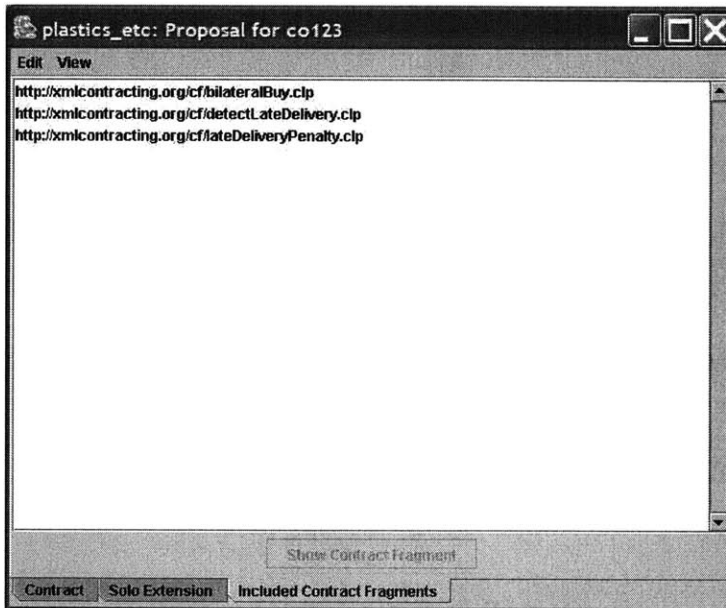 plastics_etc: Proposal for co123
Edit View
http://xmlcontracting.org/cf/bilateralBuy.clp
http://xmlcontracting.org/cf/detectLateDelivery.clp
http://xmlcontracting.org/cf/lateDeliveryPenalty.clp
Show Contract Fragment
Contract Solo Extension Included Contract Fragments